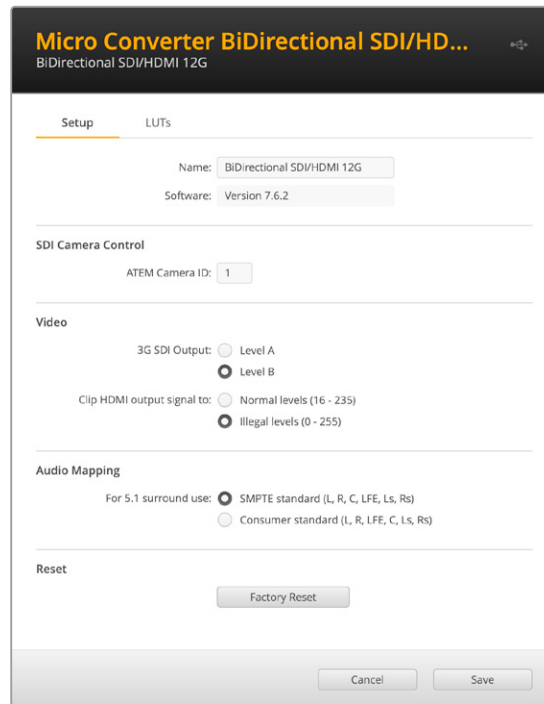 Micro Converter BiDirectional SDI/HD...
BiDirectional SDI/HDMI 12G
Setup LUTs
Name: BiDirectional SDI/HDMI 12G
Software: Version 7.6.2
SDI Camera Control
ATEM Camera ID: 1
Video
3G SDI Output: Level A
Level B
Clip HDMI output signal to: Normal levels (16 - 235)
Illegal levels (0 - 255)
Audio Mapping
For 5.1 surround use: SMPTE standard (L, R, C, LFE, Ls, Rs)
Consumer standard (L, R, LFE, C, Ls, Rs)
Reset
Factory Reset
Cancel Save